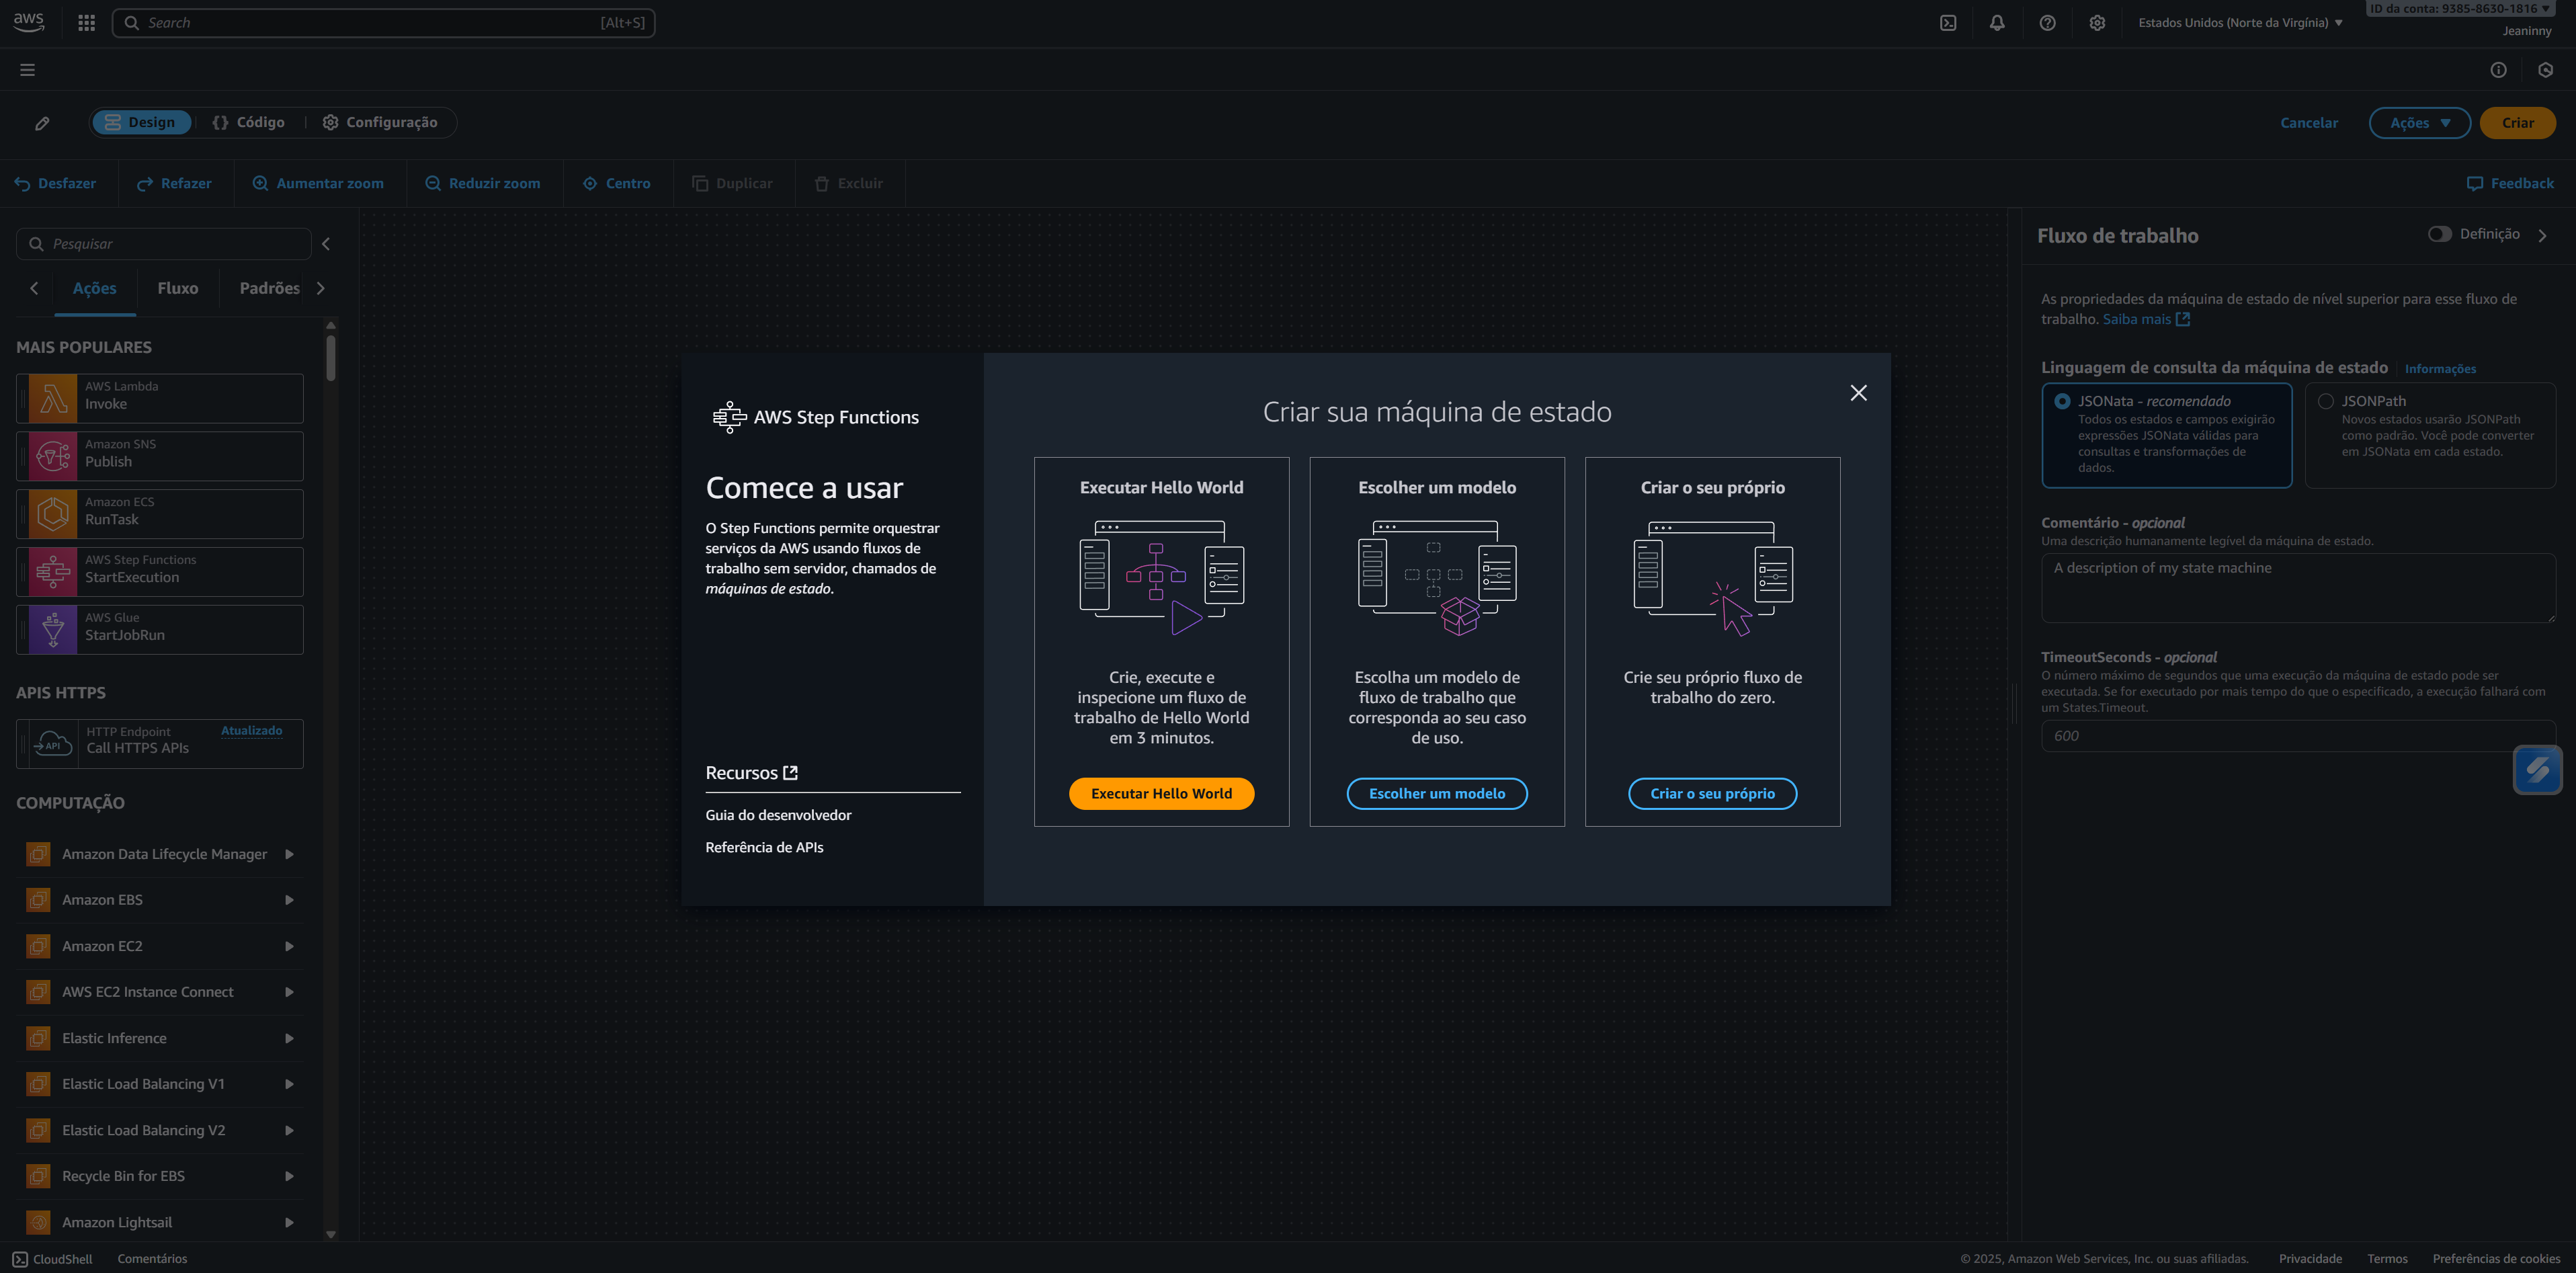 aws
Search
[Alt+S]
Estados Unidos (Norte da Virgínia)
ID da conta: 9385-8630-1816
Jeaninny
Design
Código
Configuração
Cancelar
Ações
Criar
Desfazer
Refazer
Aumentar zoom
Reduzir zoom
Centro
Duplicar
Excluir
Feedback
Pesquisar
Ações
Fluxo
Padrões
MAIS POPULARES
AWS Lambda
Invoke
Amazon SNS
Publish
Amazon ECS
RunTask
AWS Step Functions
StartExecution
AWS Glue
StartJobRun
APIS HTTPS
API
HTTP Endpoint
Atualizado
Call HTTPS APIs
COMPUTAÇÃO
Amazon Data Lifecycle Manager
Amazon EBS
Amazon EC2
AWS EC2 Instance Connect
Elastic Inference
Elastic Load Balancing V1
Elastic Load Balancing V2
Recycle Bin for EBS
Amazon Lightsail
AWS Step Functions
Comece a usar
O Step Functions permite orquestrar
serviços da AWS usando fluxos de
trabalho sem servidor, chamados de
máquinas de estado.
Recursos
Guia do desenvolvedor
Referência de APIs
Criar sua máquina de estado
Executar Hello World
Crie, execute e
inspecione um fluxo de
trabalho de Hello World
em 3 minutos.
Executar Hello World
Escolher um modelo
Escolha um modelo de
fluxo de trabalho que
corresponda ao seu caso
de uso.
Escolher um modelo
Criar o seu próprio
Crie seu próprio fluxo de
trabalho do zero.
Criar o seu próprio
Fluxo de trabalho
Definição
As propriedades da máquina de estado de nível superior para esse fluxo de
trabalho. Saiba mais
Linguagem de consulta da máquina de estado
Informações
JSONata - recomendado
Todos os estados e campos exigirão
expressões JSONata válidas para
consultas e transformações de
dados.
JSONPath
Novos estados usarão JSONPath
como padrão. Você pode converter
em JSONata em cada estado.
Comentário - opcional
Uma descrição humanamente legível da máquina de estado.
A description of my state machine
TimeoutSeconds - opcional
O número máximo de segundos que uma execução da máquina de estado pode ser
executada. Se for executado por mais tempo do que o especificado, a execução falhará com
um States.Timeout.
600
CloudShell
Comentários
© 2025, Amazon Web Services, Inc. ou suas afiliadas.
Privacidade
Termos
Preferências de cookies